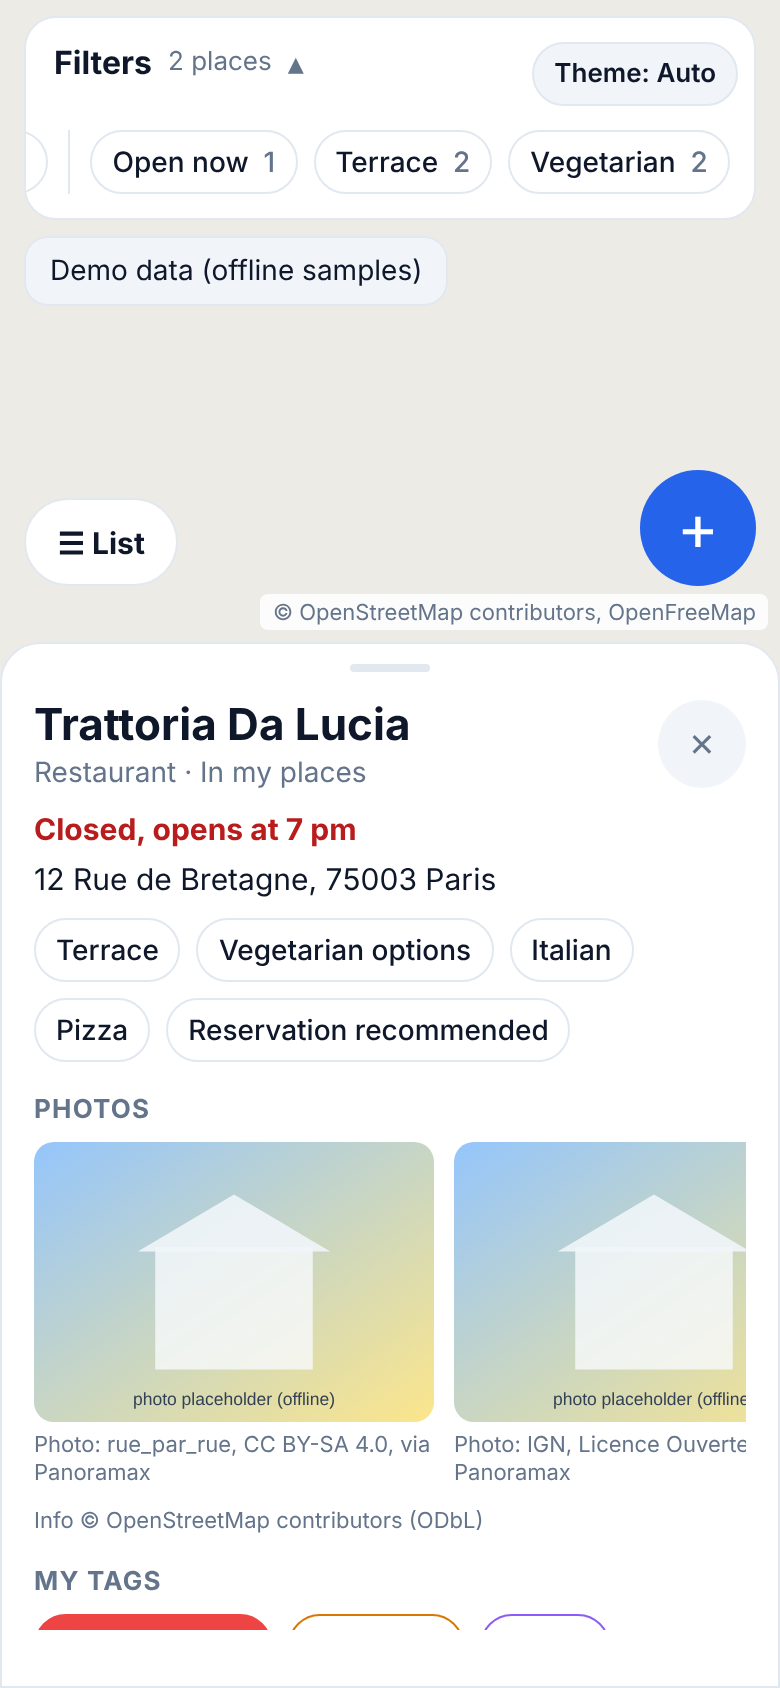 Filters 2 places ▲
Theme: Auto
Open now 1
Terrace 2
Vegetarian 2
Demo data (offline samples)
☰ List
+
© OpenStreetMap contributors, OpenFreeMap
Trattoria Da Lucia
×
Restaurant · In my places
Closed, opens at 7 pm
12 Rue de Bretagne, 75003 Paris
Terrace
Vegetarian options
Italian
Pizza
Reservation recommended
PHOTOS
photo placeholder (offline)
photo placeholder (offline
Photo: rue_par_rue, CC BY-SA 4.0, via
Panoramax
Photo: IGN, Licence Ouverte
Panoramax
Info © OpenStreetMap contributors (ODbL)
MY TAGS